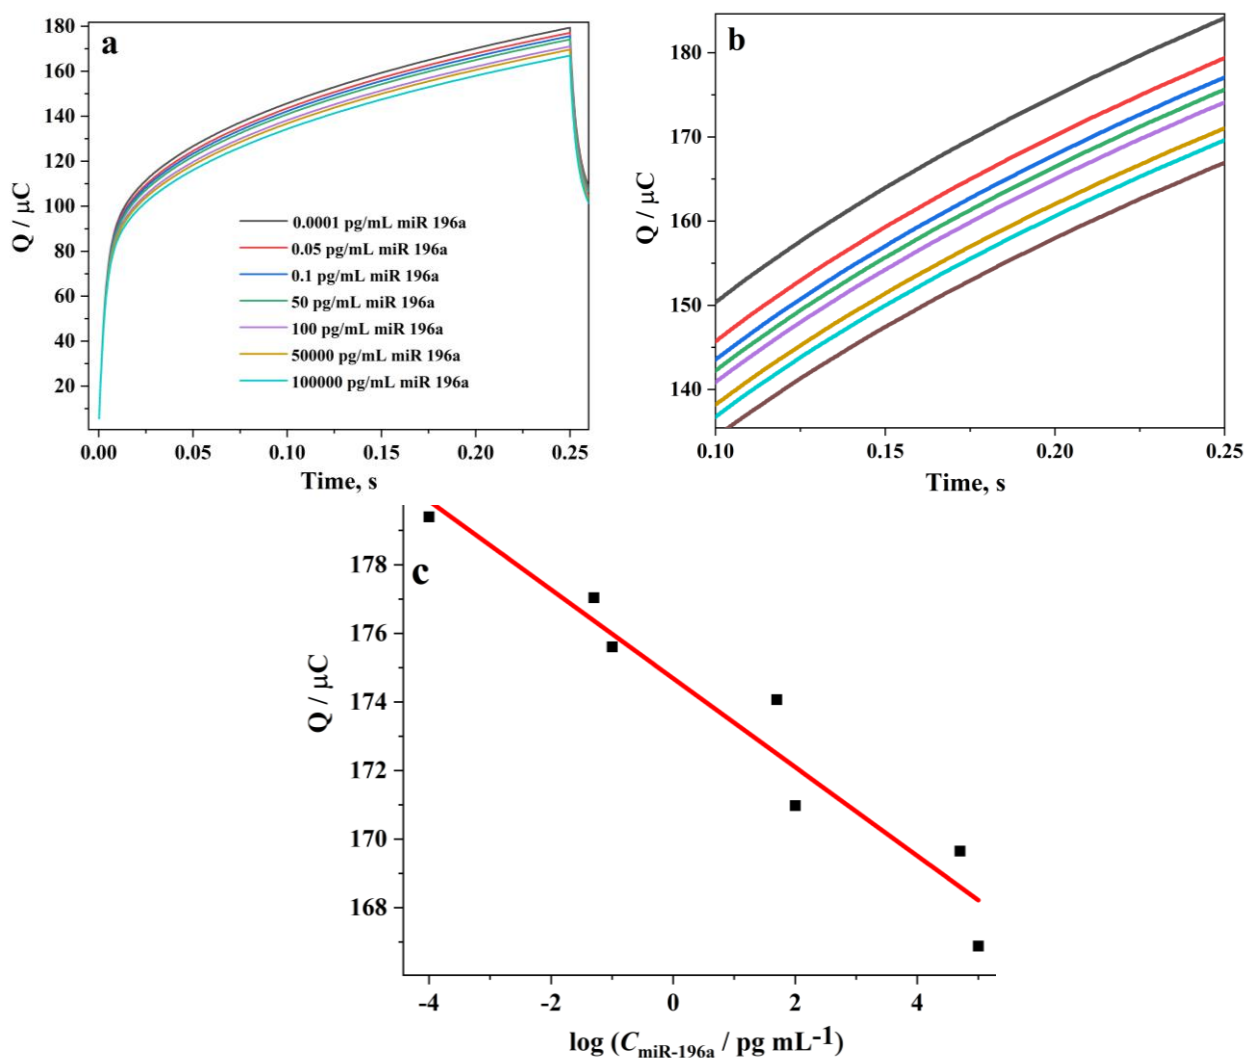 a
Q / μC
180
160
140
120
100
80
60
40
20
0.0001 pg/mL miR 196a
0.05 pg/mL miR 196a
0.1 pg/mL miR 196a
50 pg/mL miR 196a
100 pg/mL miR 196a
50000 pg/mL miR 196a
100000 pg/mL miR 196a
0.00 0.05 0.10 0.15 0.20 0.25
Time, s
b
Q / μC
180
170
160
150
140
0.10 0.15 0.20 0.25
Time, s
c
Q / μC
178
176
174
172
170
168
-4 -2 0 2 4
log (C miR-196a / pg mL-1)